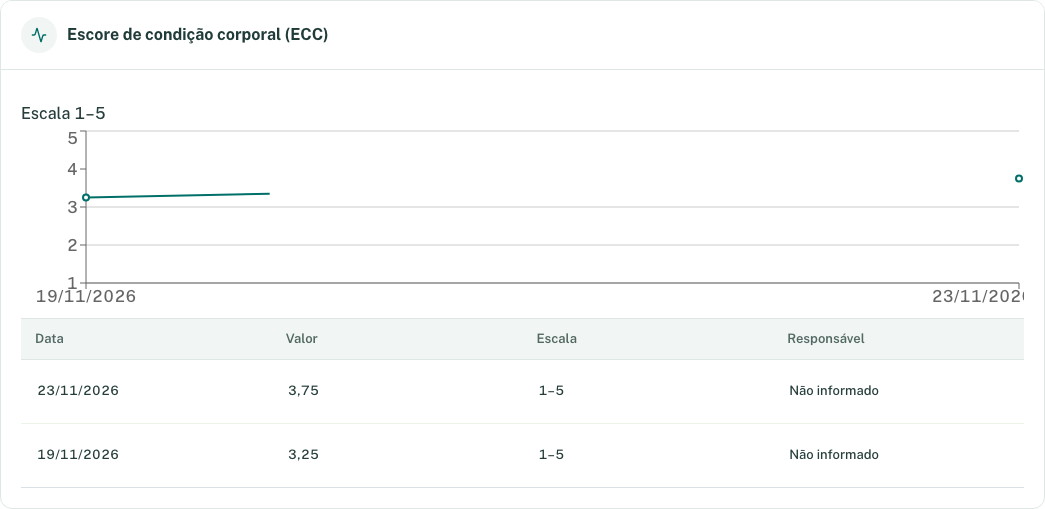 Escore de condição corporal (ECC)
Escala 1–5
5
4
3
2
1
19/11/2026 23/11/202
Data Valor Escala Responsável
23/11/2026 3,75 1–5 Não informado
19/11/2026 3,25 1–5 Não informado